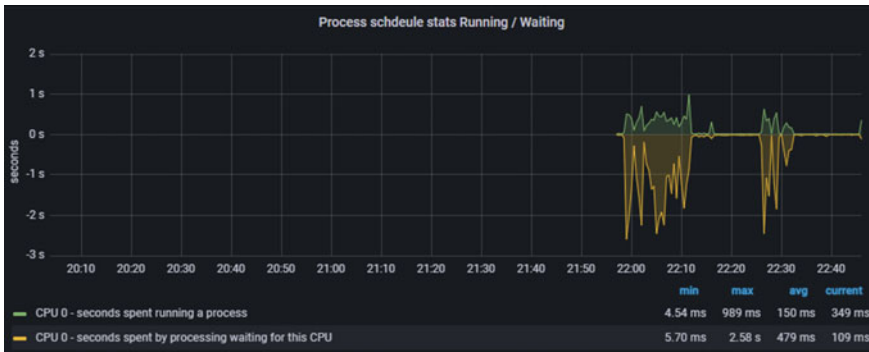 Process schdeule stats Running / Waiting
2 s
1 s
0 s
-1 s
-2 s
-3 s
seconds
20:10 20:20 20:30 20:40 20:50 21:00 21:10 21:20 21:30 21:40 21:50 22:00 22:10 22:20 22:30 22:40
min max avg current
CPU 0 - seconds spent running a process 4.54 ms 989 ms 150 ms 349 ms
CPU 0 - seconds spent by processing waiting for this CPU 5.70 ms 2.58 s 479 ms 109 ms